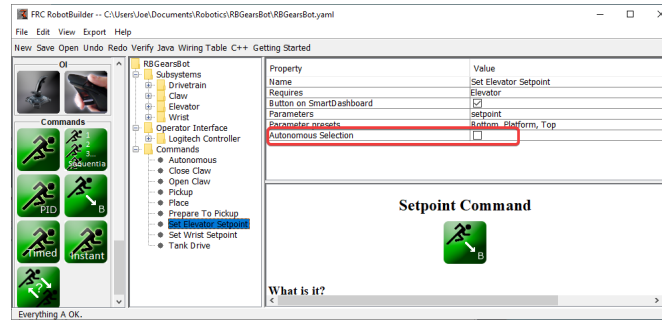 FRC RobotBuilder -- C:\Users\Joe\Documents\Robotics\RBGearsBot\RBGearsBot.yaml
File Edit View Export Help
New Save Open Undo Redo Verify Java Wiring Table C++ Getting Started
OI
Commands
1
2
3...
Sequentia
PID
B
Timed
Instant
?
RBGearsBot
Subsystems
Drivetrain
Claw
Elevator
Wrist
Operator Interface
Logitech Controller
Commands
Autonomous
Close Claw
Open Claw
Pickup
Place
Prepare To Pickup
Set Elevator Setpoint
Set Wrist Setpoint
Tank Drive
Property Value
Name Set Elevator Setpoint
Requires Elevator
Button on SmartDashboard
Parameters setpoint
Parameter presets Bottom, Platform, Top
Autonomous Selection
Setpoint Command
B
What is it?
Everything A OK.